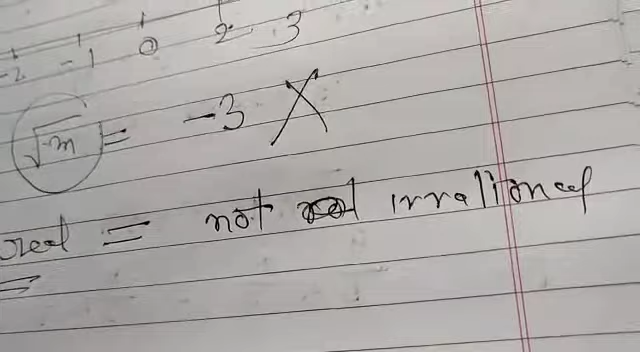 -2 -1 0 2 3
√m = -3 X
real = not irrational